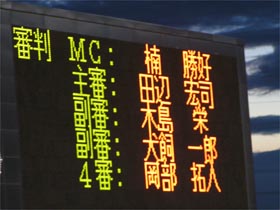 審判 MC: 楠 勝好
主審: 田辺 宏司
副審: 木島 栄
副審: 犬飼 一郎
4審: 岡部 拓人